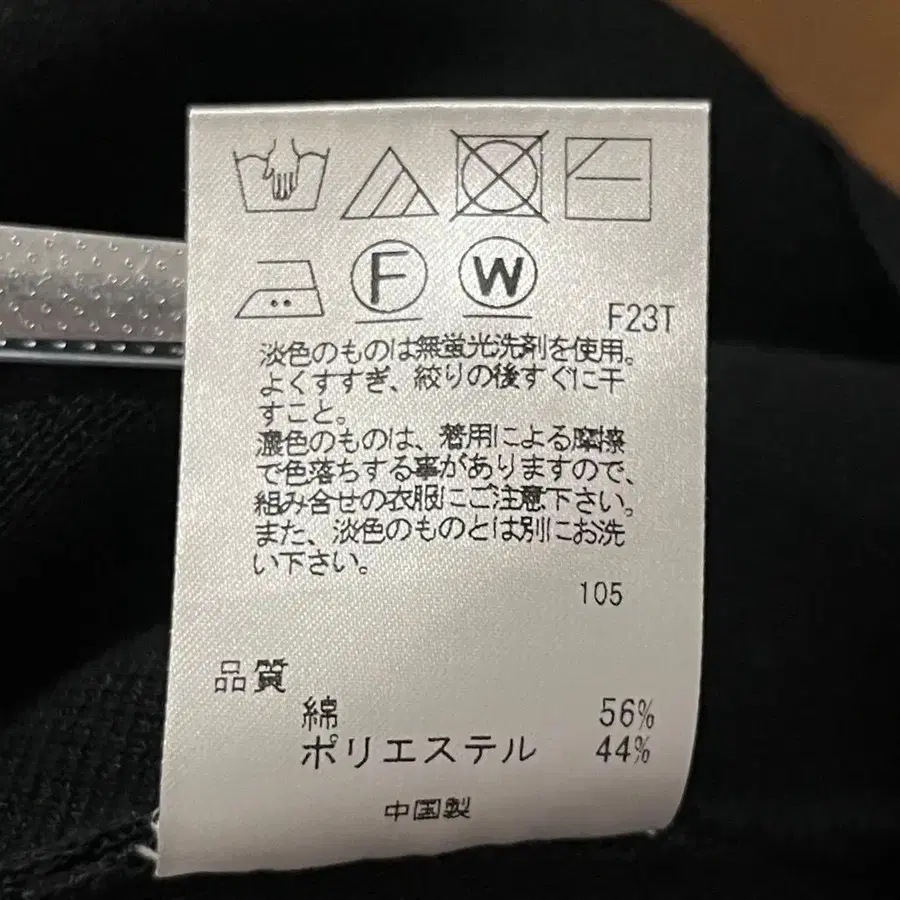 F W
F23T
淡色のものは無蛍光洗剤を使用。
よくすすぎ、絞りの後すぐに干
すこと。
濃色のものは、着用による摩擦
で色落ちする事がありますので、
組み合せの衣服にご注意下さい。
また、淡色のものとは別にお洗
い下さい。
105
品質
綿 56%
ポリエステル 44%
中国製